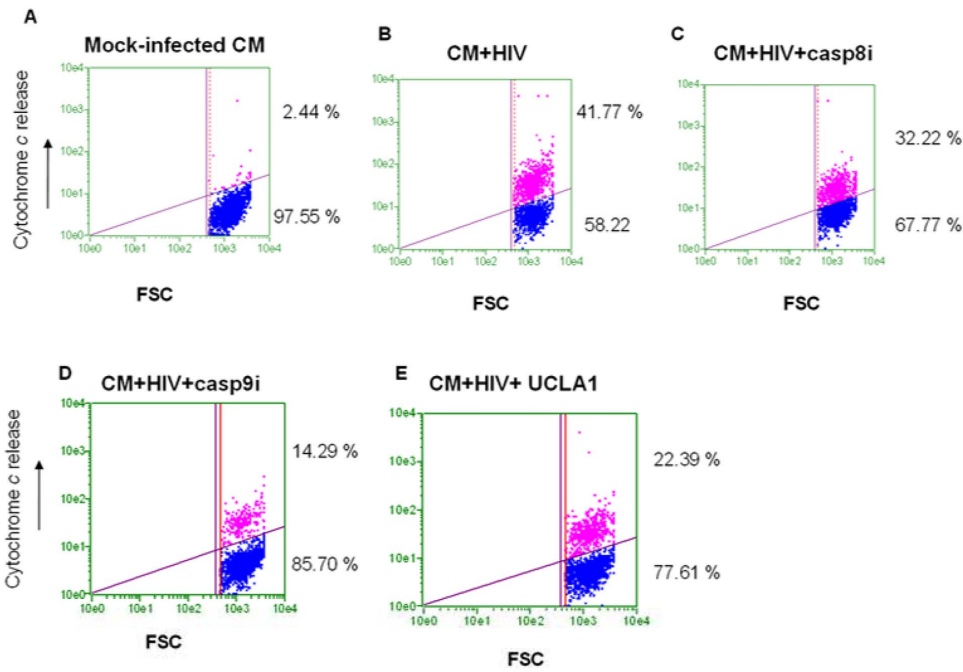 A
Mock-infected CM
Cytochrome c release
10e4
10e3
10e2
10e1
10e0
10e0 10e1 10e2 10e3 10e4
2.44 %
97.55 %
FSC
B
CM+HIV
10e4
10e3
10e2
10e1
10e0
10e0 10e1 10e2 10e3 10e4
41.77 %
58.22
FSC
C
CM+HIV+casp8i
10e4
10e3
10e2
10e1
10e0
10e0 10e1 10e2 10e3 10e4
32.22 %
67.77 %
FSC
D
CM+HIV+casp9i
Cytochrome c release
10e4
10e3
10e2
10e1
10e0
10e0 10e1 10e2 10e3 10e4
14.29 %
85.70 %
FSC
E
CM+HIV+ UCLA1
10e4
10e3
10e2
10e1
10e0
10e0 10e1 10e2 10e3 10e4
22.39 %
77.61 %
FSC